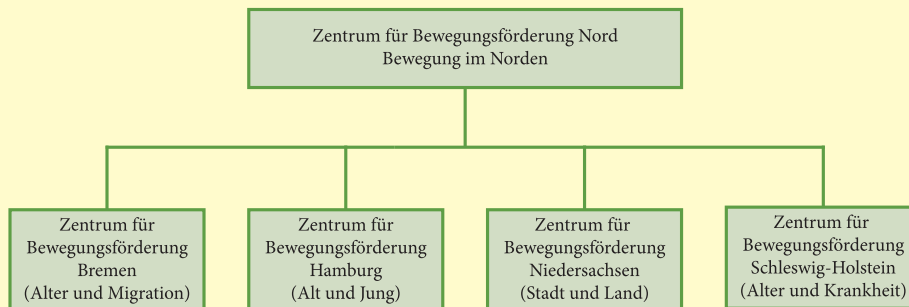 Zentrum für Bewegungsförderung Nord
Bewegung im Norden
Zentrum für
Bewegungsförderung
Bremen
(Alter und Migration)
Zentrum für
Bewegungsförderung
Hamburg
(Alt und Jung)
Zentrum für
Bewegungsförderung
Niedersachsen
(Stadt und Land)
Zentrum für
Bewegungsförderung
Schleswig-Holstein
(Alter und Krankheit)